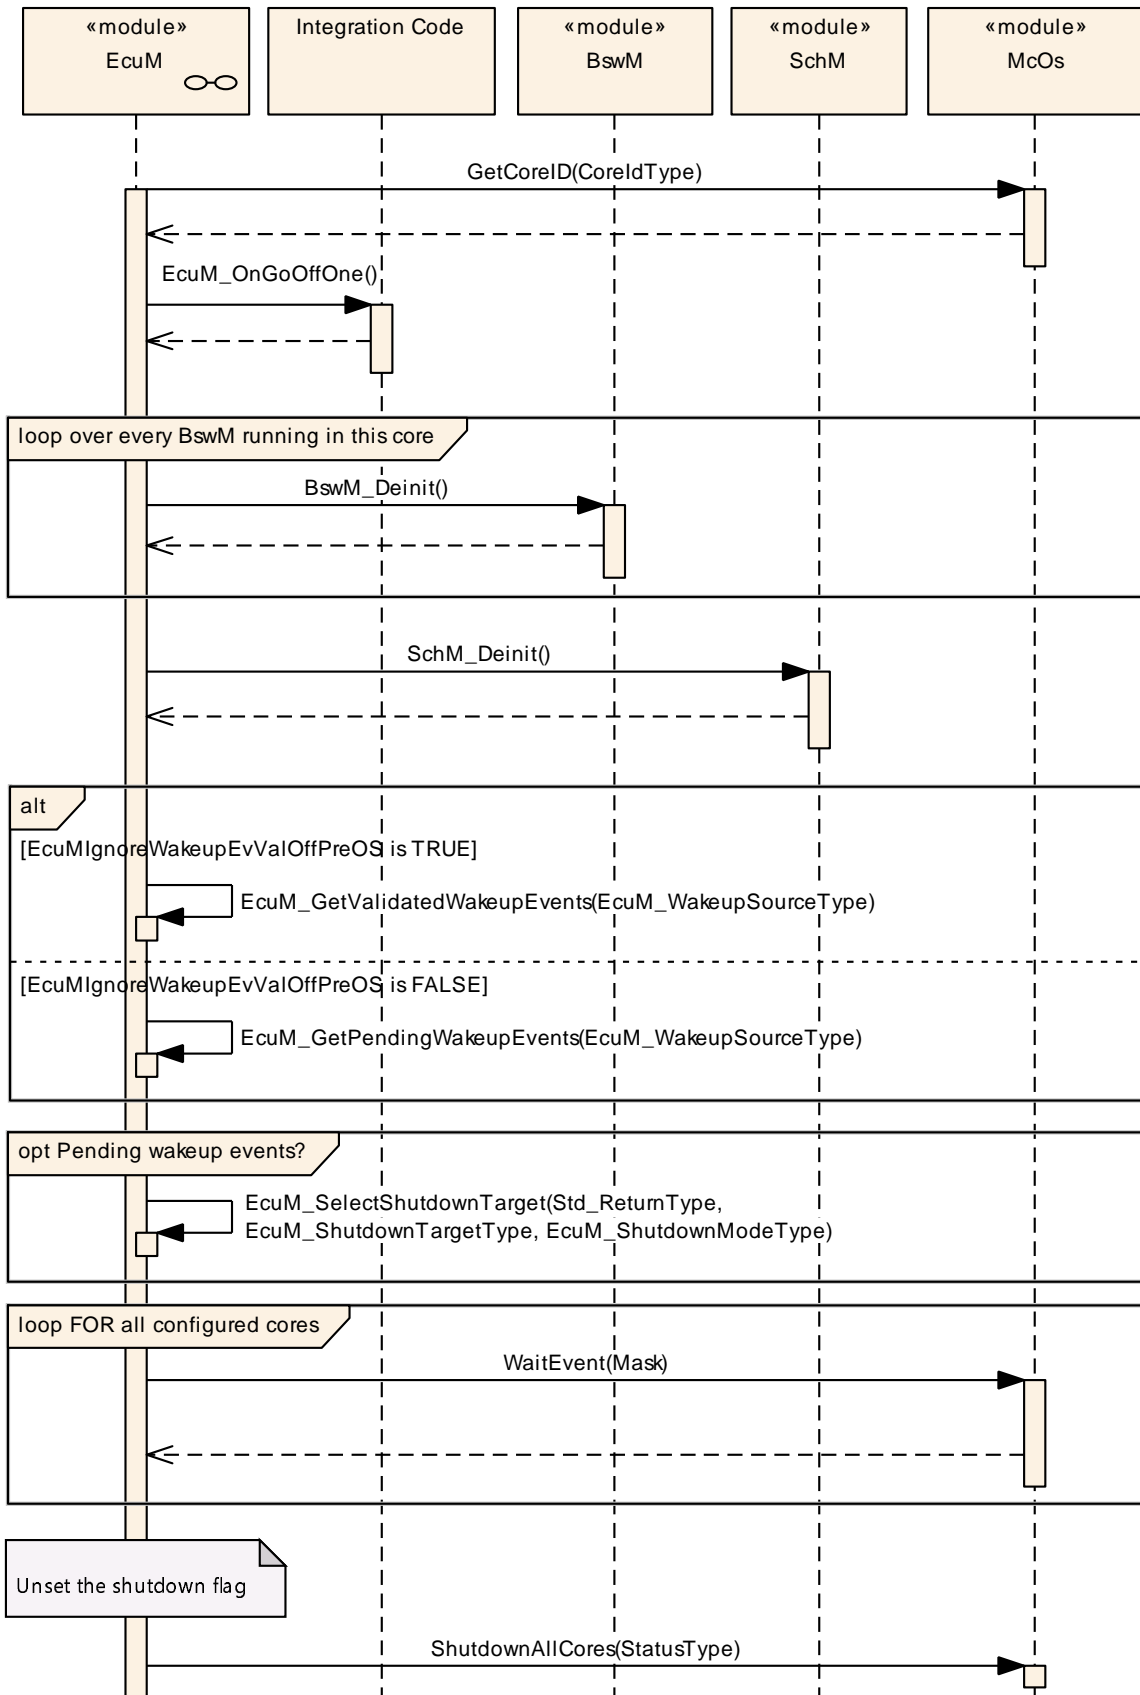 «module»
EcuM
Integration Code
«module»
BswM
«module»
SchM
«module»
McOs
GetCoreID(CoreIdType)
EcuM_OnGoOffOne()
loop over every BswM running in this core
BswM_Deinit()
SchM_Deinit()
alt
[EcuMIgnoreWakeupEvValOffPreOS is TRUE]
EcuM_GetValidatedWakeupEvents(EcuM_WakeupSourceType)
[EcuMIgnoreWakeupEvValOffPreOS is FALSE]
EcuM_GetPendingWakeupEvents(EcuM_WakeupSourceType)
opt Pending wakeup events?
EcuM_SelectShutdownTarget(Std_ReturnType,
EcuM_ShutdownTargetType, EcuM_ShutdownModeType)
loop FOR all configured cores
WaitEvent(Mask)
Unset the shutdown flag
ShutdownAllCores(StatusType)